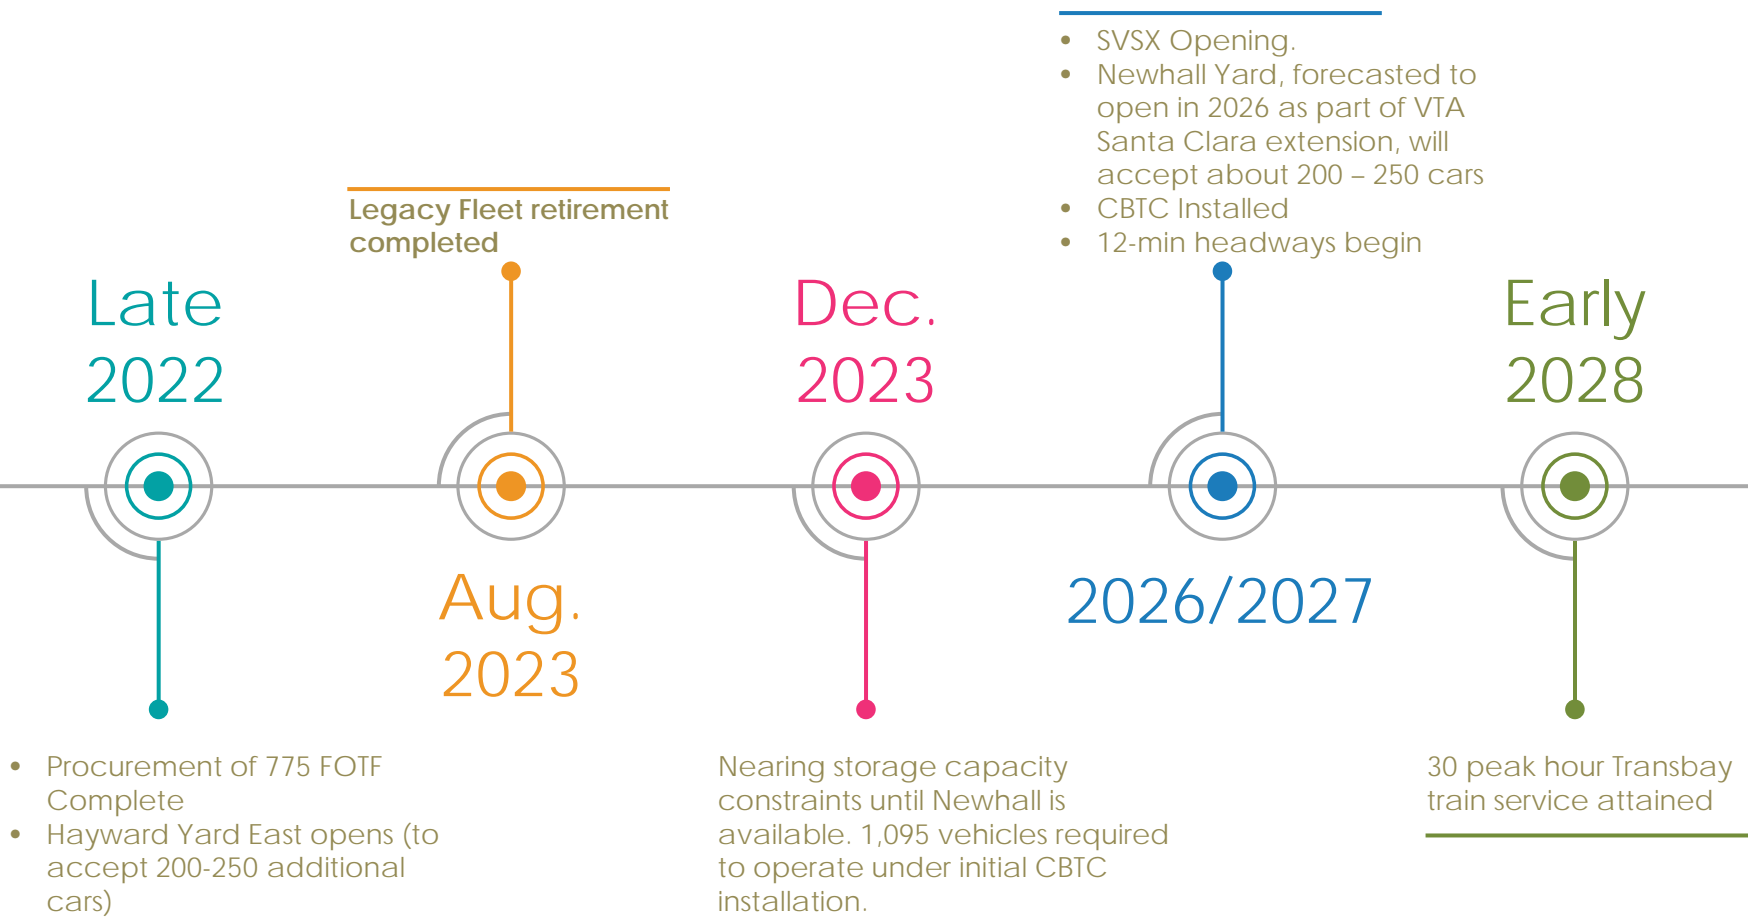 Late
2022
• Procurement of 775 FOTF
Complete
• Hayward Yard East opens (to
accept 200-250 additional
cars)
Legacy Fleet retirement
completed
Aug.
2023
Dec.
2023
Nearing storage capacity
constraints until Newhall is
available. 1,095 vehicles required
to operate under initial CBTC
installation.
• SVSX Opening.
• Newhall Yard, forecasted to
open in 2026 as part of VTA
Santa Clara extension, will
accept about 200 – 250 cars
• CBTC Installed
• 12-min headways begin
2026/2027
Early
2028
30 peak hour Transbay
train service attained